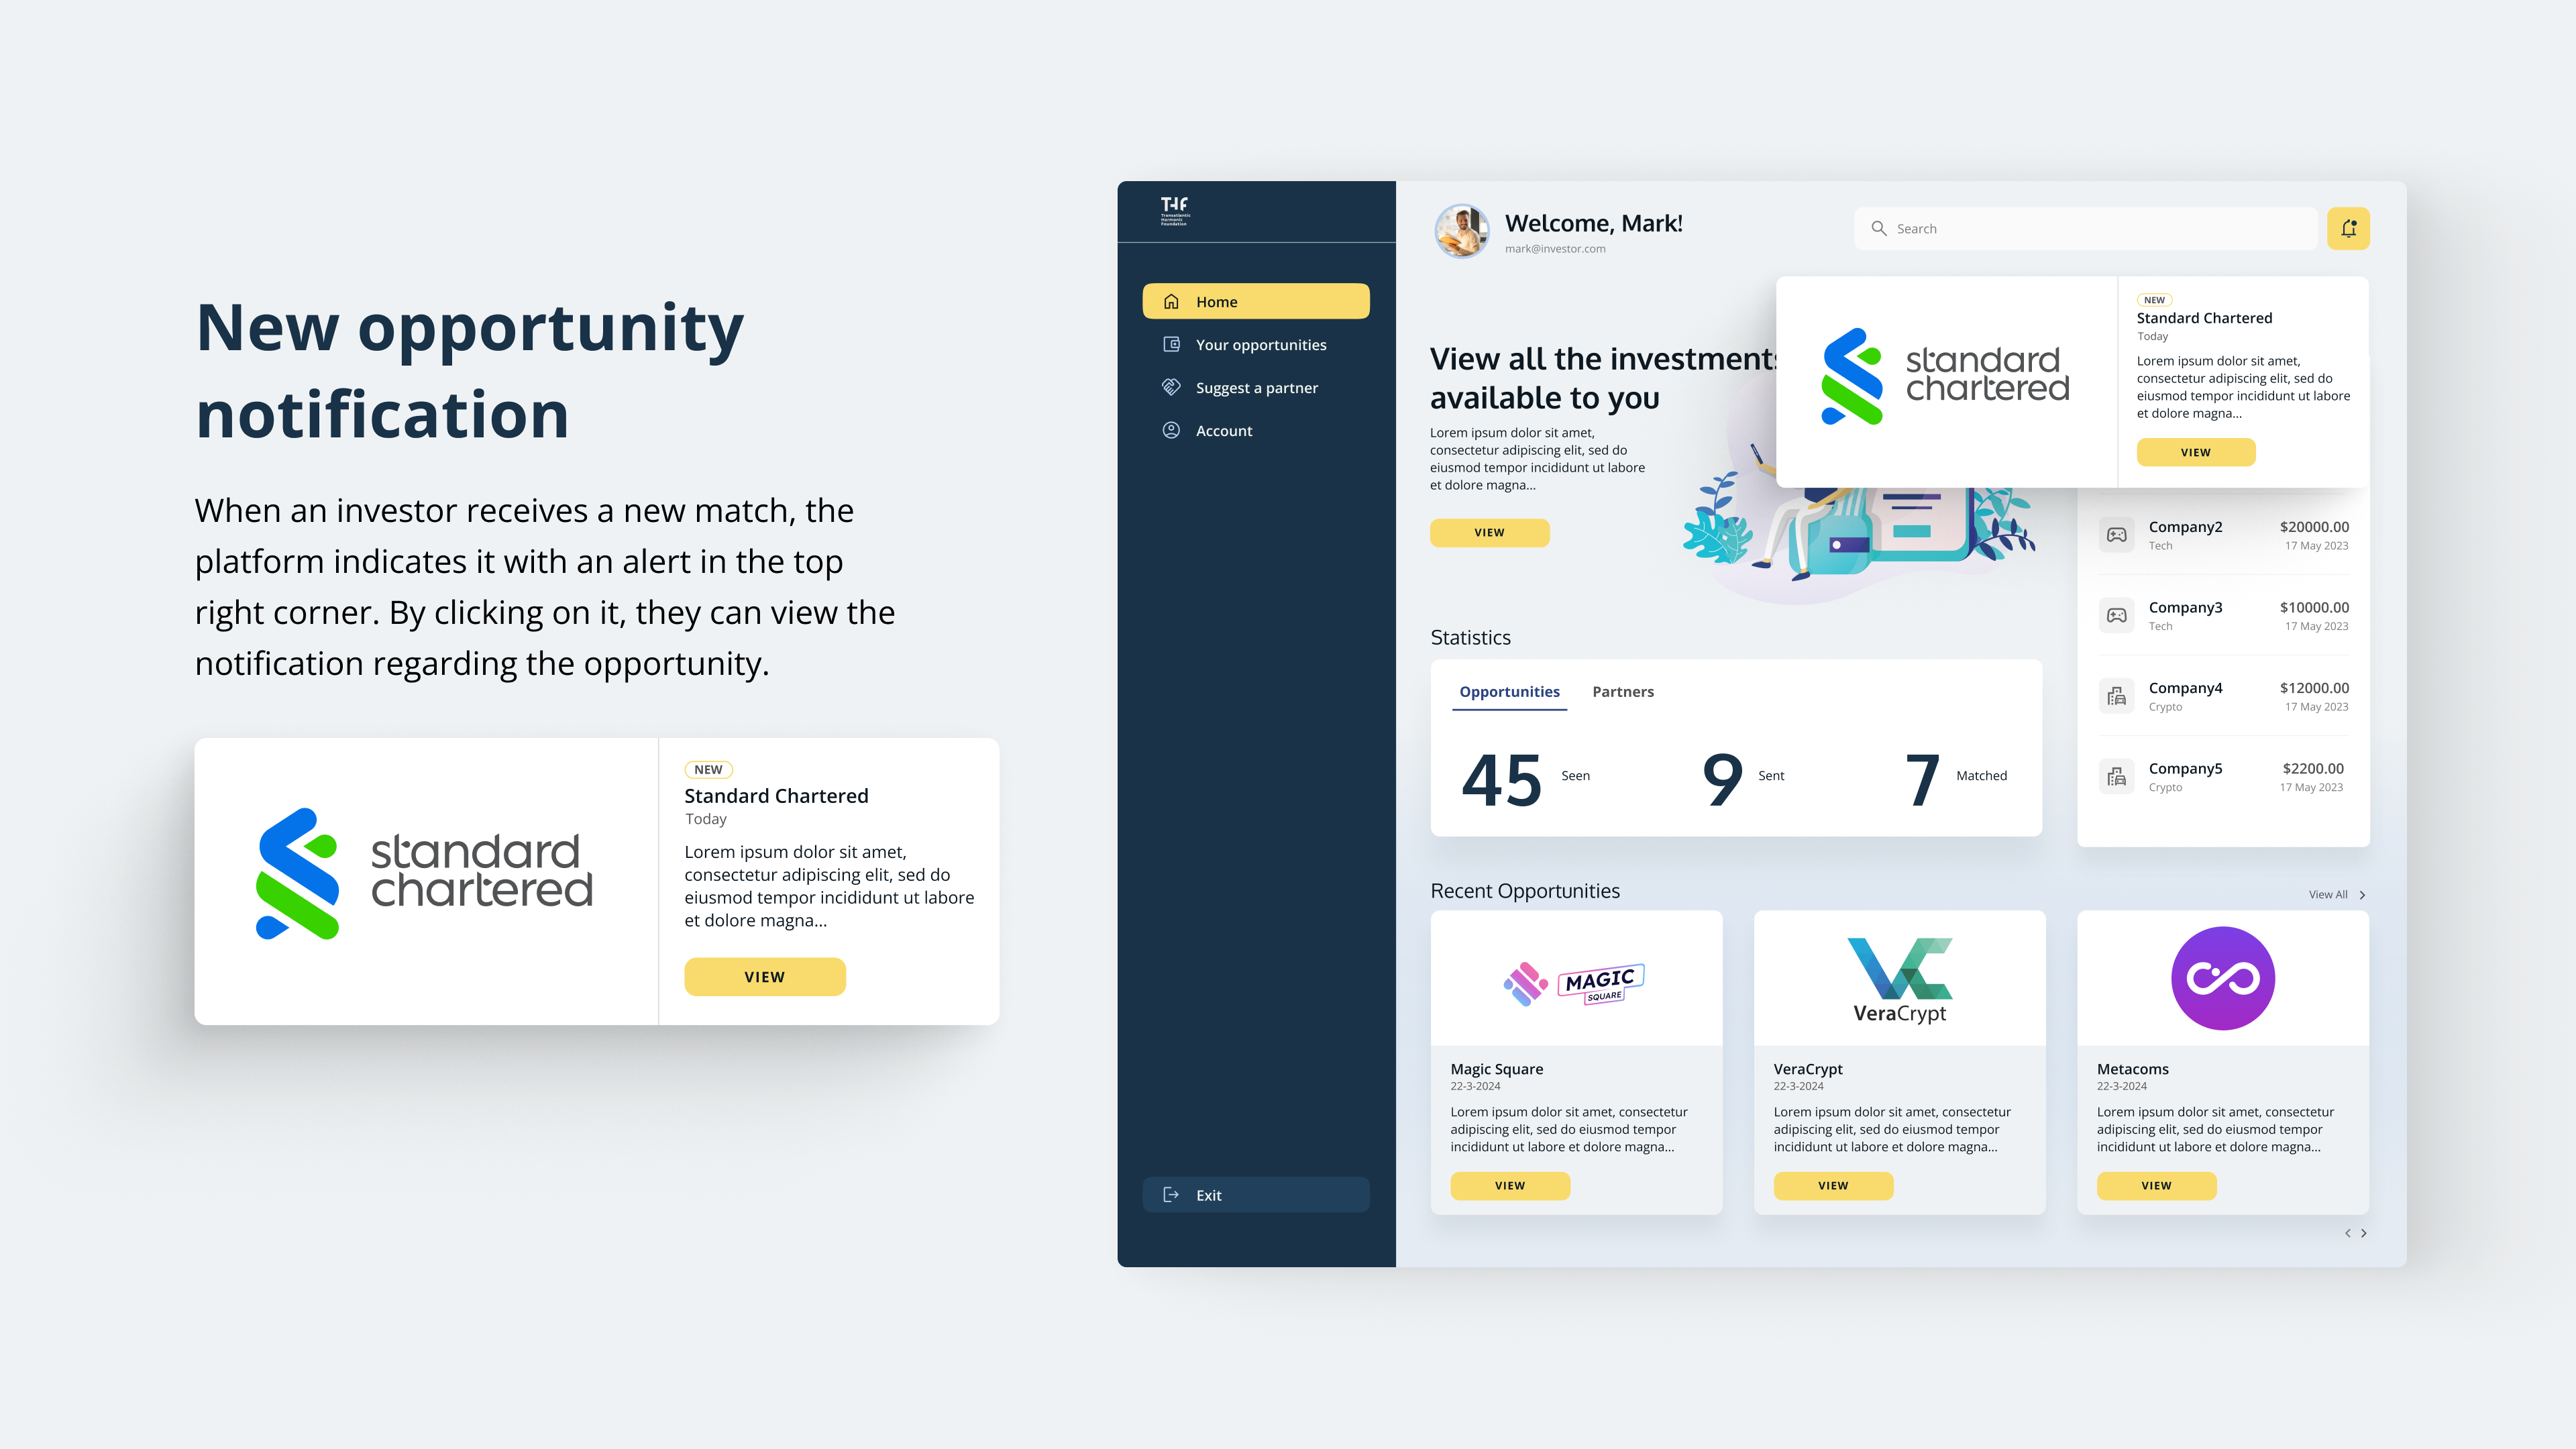 New opportunity
notification
When an investor receives a new match, the
platform indicates it with an alert in the top
right corner. By clicking on it, they can view the
notification regarding the opportunity.
standard
chartered
NEW
Standard Chartered
Today
Lorem ipsum dolor sit amet,
consectetur adipiscing elit, sed do
eiusmod tempor incididunt ut labore
et dolore magna...
VIEW
THF
Transatlantic
Harmonic
Foundation
Home
Your opportunities
Suggest a partner
Account
Exit
Welcome, Mark!
mark@investor.com
Search
View all the investments
available to you
Lorem ipsum dolor sit amet,
consectetur adipiscing elit, sed do
eiusmod tempor incididunt ut labore
et dolore magna...
VIEW
standard
chartered
NEW
Standard Chartered
Today
Lorem ipsum dolor sit amet,
consectetur adipiscing elit, sed do
eiusmod tempor incididunt ut labore
et dolore magna...
VIEW
Company2 $20000.00
Tech 17 May 2023
Company3 $10000.00
Tech 17 May 2023
Company4 $12000.00
Crypto 17 May 2023
Company5 $2200.00
Crypto 17 May 2023
Statistics
Opportunities Partners
45 Seen 9 Sent 7 Matched
Recent Opportunities View All
MAGIC
SQUARE
Magic Square
22-3-2024
Lorem ipsum dolor sit amet, consectetur
adipiscing elit, sed do eiusmod tempor
incididunt ut labore et dolore magna...
VIEW
VC
VeraCrypt
VeraCrypt
22-3-2024
Lorem ipsum dolor sit amet, consectetur
adipiscing elit, sed do eiusmod tempor
incididunt ut labore et dolore magna...
VIEW
Metacoms
22-3-2024
Lorem ipsum dolor sit amet, consectetur
adipiscing elit, sed do eiusmod tempor
incididunt ut labore et dolore magna...
VIEW